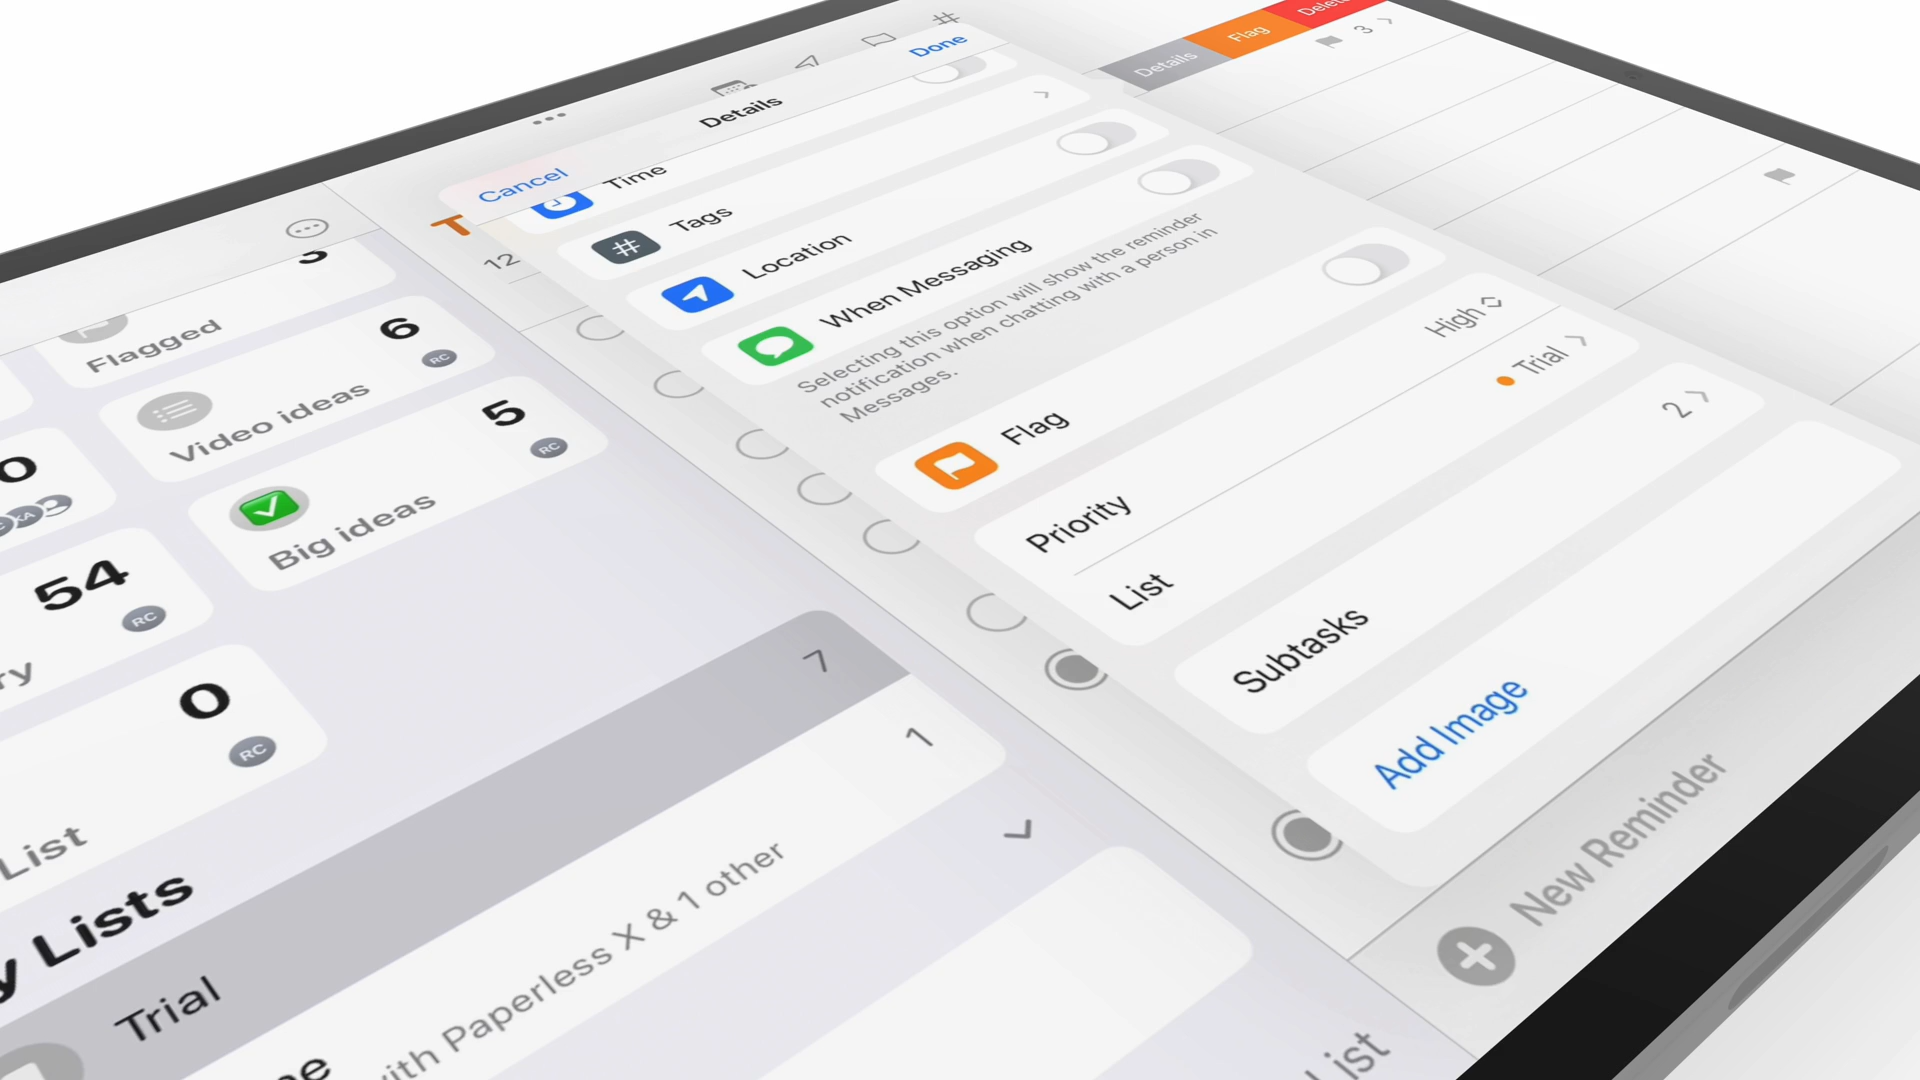 Details
Flag
Delete
3
Cancel
Details
Done
Time
Tags
Location
When Messaging
Selecting this option will show the reminder
notification when chatting with a person in
Messages.
Flag
Priority
High
List
Trial
Subtasks
2
Add Image
New Reminder
12
3
Flagged
6
RC
Video ideas
5
RC
Big ideas
54
RC
0
RC
List
Lists
Trial
7
1
with Paperless X & 1 other
List